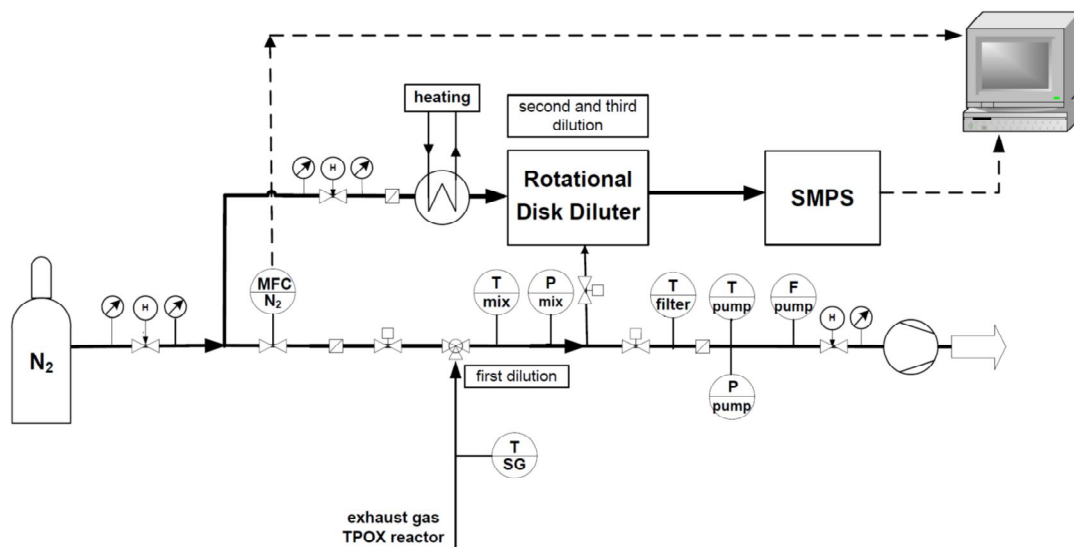 heating
second and third
dilution
H
Rotational
Disk Diluter
SMPS
MFC
N₂
T
mix
P
mix
T
filter
T
pump
F
pump
H
H
N₂
first dilution
P
pump
T
SG
exhaust gas
TPOX reactor